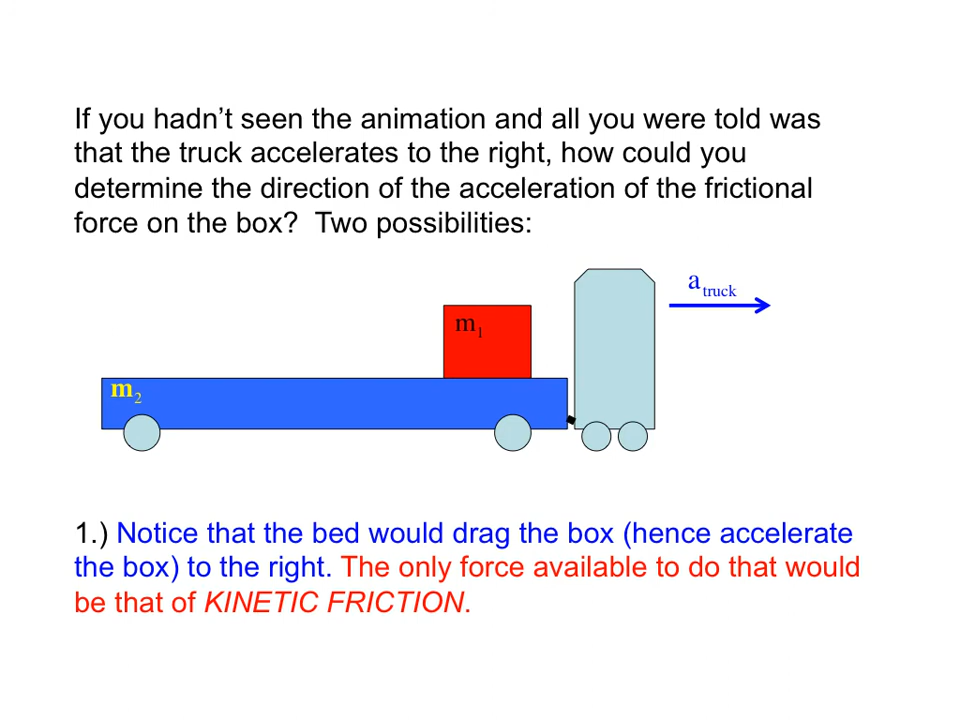 If you hadn’t seen the animation and all you were told was
that the truck accelerates to the right, how could you
determine the direction of the acceleration of the frictional
force on the box?  Two possibilities:
a truck
m1
m2
1.) Notice that the bed would drag the box (hence accelerate
the box) to the right. The only force available to do that would
be that of KINETIC FRICTION.